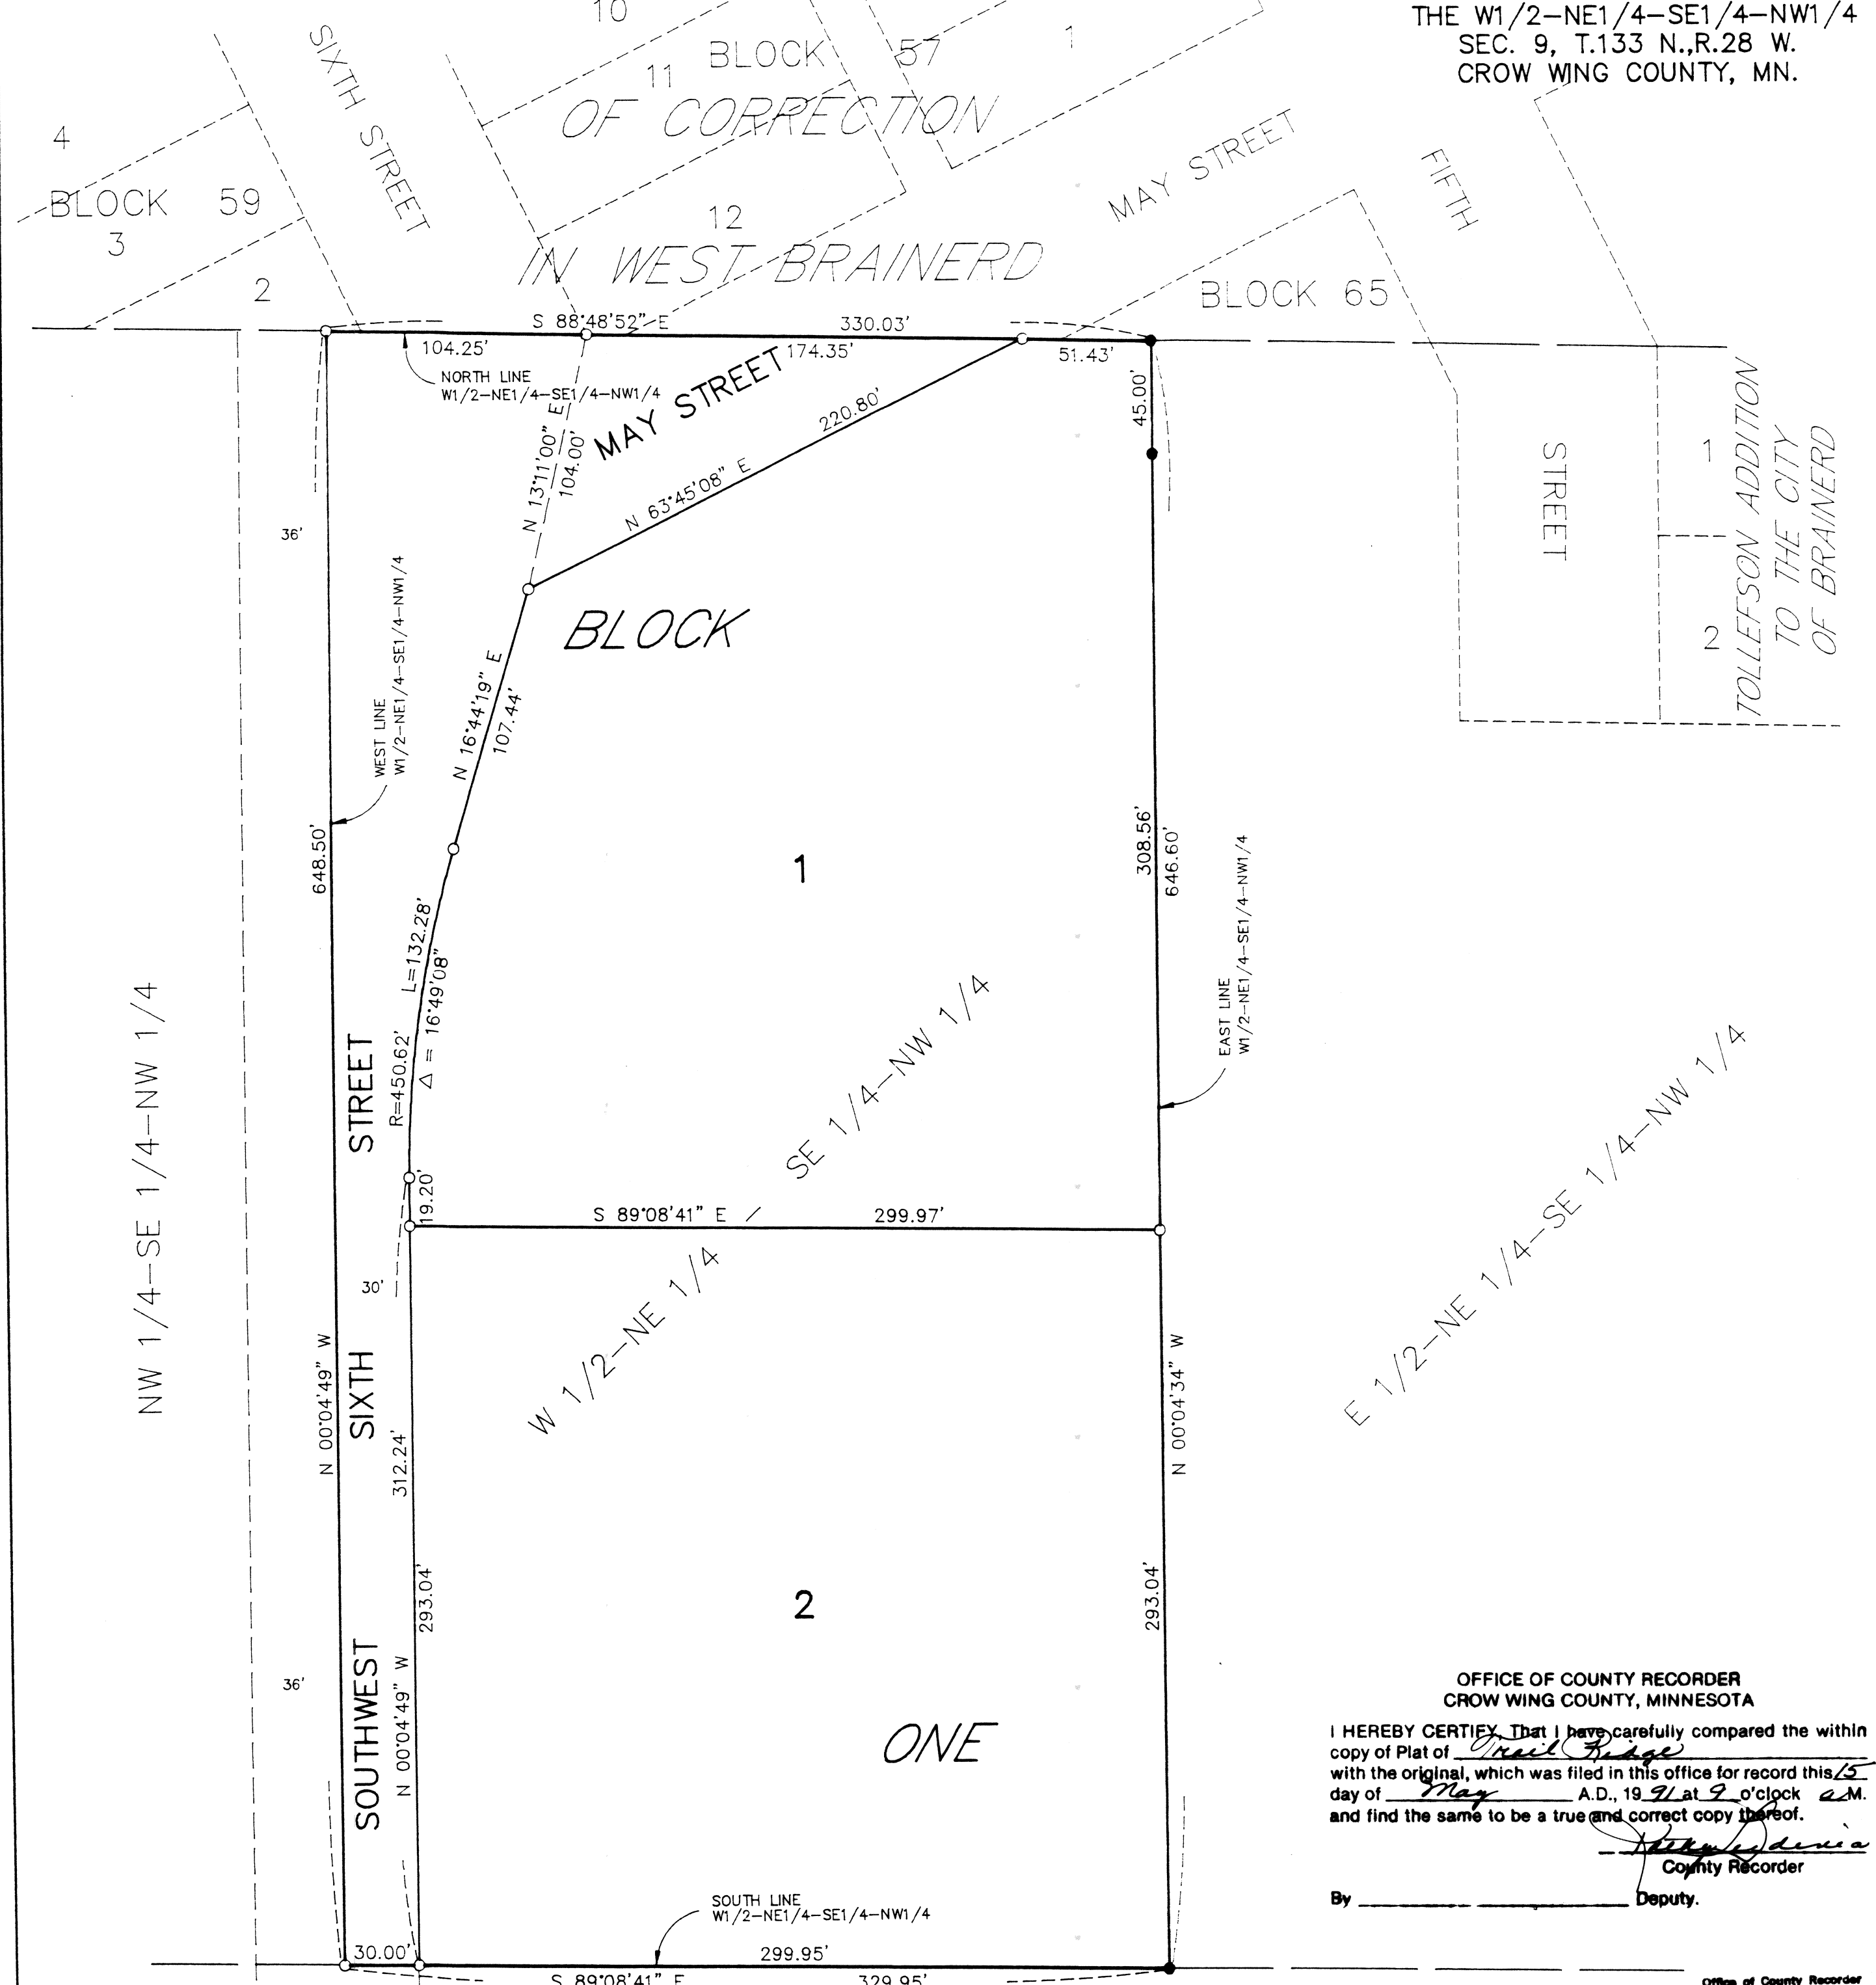 THE W1/2–NE1/4–SE1/4–NW1/4
SEC. 9, T.133 N.,R.28 W.
CROW WING COUNTY, MN.
10
BLOCK 57
11
1
OF CORRECTION
SIXTH STREET
4
BLOCK 59
3
2
12
IN WEST BRAINERD
MAY STREET
FIFTH
BLOCK 65
S 88°48'52" E 330.03'
104.25'
174.35'
51.43'
NORTH LINE
W1/2–NE1/4–SE1/4–NW1/4
MAY STREET
45.00'
N 13°11'00" E
104.00'
220.80'
N 63°45'08" E
STREET
1
2
TOLLEFSON ADDITION
TO THE CITY
OF BRAINERD
36'
WEST LINE
W1/2–NE1/4–SE1/4–NW1/4
BLOCK
N 16°44'19" E
107.44'
648.50'
1
308.56'
646.60'
EAST LINE
W1/2–NE1/4–SE1/4–NW1/4
L=132.28'
Δ = 16°49'08"
R=450.62'
NW 1/4–SE 1/4–NW 1/4
SOUTHWEST SIXTH STREET
W 1/2–NE 1/4 / SE 1/4–NW 1/4
E 1/2–NE 1/4–SE 1/4–NW 1/4
19.20'
S 89°08'41" E 299.97'
30'
N 00°04'49" W
312.24'
N 00°04'34" W
293.04'
293.04'
2
36'
N 00°04'49" W
ONE
OFFICE OF COUNTY RECORDER
CROW WING COUNTY, MINNESOTA
I HEREBY CERTIFY, That I have carefully compared the within
copy of Plat of Trail Ridge
with the original, which was filed in this office for record this 15
day of May A.D., 19 91 at 9 o'clock a M.
and find the same to be a true and correct copy thereof.
County Recorder
By Deputy.
SOUTH LINE
W1/2–NE1/4–SE1/4–NW1/4
30.00'
299.95'
S 89°08'41" E 329.95'
Office of County Recorder